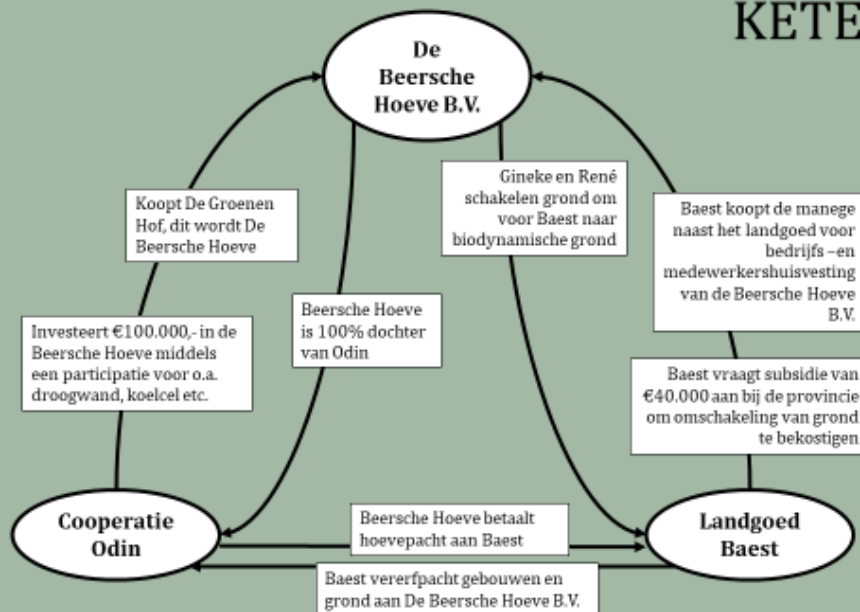 KETE
De
Beersche
Hoeve B.V.
Koopt De Groenen
Hof, dit wordt De
Beersche Hoeve
Gineke en René
schakelen grond om
voor Baest naar
biodynamische grond
Baest koopt de manege
naast het landgoed voor
bedrijfs –en
medewerkershuisvesting
van de Beersche Hoeve
B.V.
Investeert €100.000,- in de
Beersche Hoeve middels
een participatie voor o.a.
droogwand, koelcel etc.
Beersche Hoeve
is 100% dochter
van Odin
Baest vraagt subsidie van
€40.000 aan bij de provincie
om omschakeling van grond
te bekostigen
Cooperatie
Odin
Beersche Hoeve betaalt
hoevepacht aan Baest
Landgoed
Baest
Baest vererfpacht gebouwen en
grond aan De Beersche Hoeve B.V.